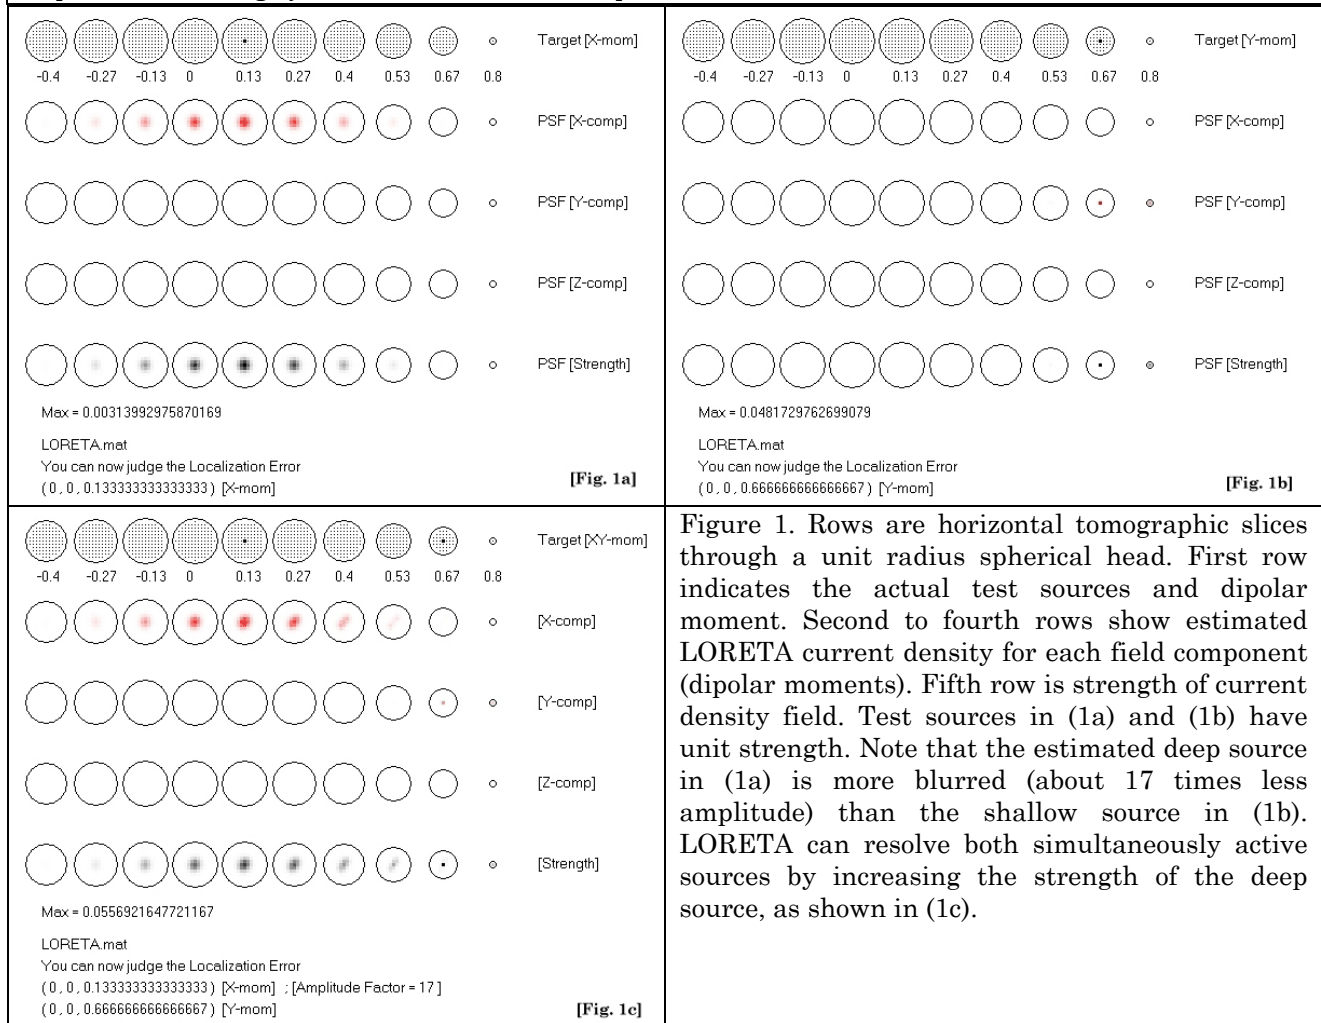 Target [X-mom]
-0.4 -0.27 -0.13 0 0.13 0.27 0.4 0.53 0.67 0.8
PSF [X-comp]
PSF [Y-comp]
PSF [Z-comp]
PSF [Strength]
Max = 0.00313992975870169
LORETA.mat
You can now judge the Localization Error
( 0 , 0 , 0.133333333333333 ) [X-mom]
[Fig. 1a]
Target [Y-mom]
-0.4 -0.27 -0.13 0 0.13 0.27 0.4 0.53 0.67 0.8
PSF [X-comp]
PSF [Y-comp]
PSF [Z-comp]
PSF [Strength]
Max = 0.0481729762699079
LORETA.mat
You can now judge the Localization Error
( 0 , 0 , 0.666666666666667 ) [Y-mom]
[Fig. 1b]
Target [XY-mom]
-0.4 -0.27 -0.13 0 0.13 0.27 0.4 0.53 0.67 0.8
[X-comp]
[Y-comp]
[Z-comp]
[Strength]
Max = 0.0556921647721167
LORETA.mat
You can now judge the Localization Error
( 0 , 0 , 0.133333333333333 ) [X-mom] ; [Amplitude Factor = 17 ]
( 0 , 0 , 0.666666666666667 ) [Y-mom]
[Fig. 1c]
Figure 1. Rows are horizontal tomographic slices
through a unit radius spherical head. First row
indicates the actual test sources and dipolar
moment. Second to fourth rows show estimated
LORETA current density for each field component
(dipolar moments). Fifth row is strength of current
density field. Test sources in (1a) and (1b) have
unit strength. Note that the estimated deep source
in (1a) is more blurred (about 17 times less
amplitude) than the shallow source in (1b).
LORETA can resolve both simultaneously active
sources by increasing the strength of the deep
source, as shown in (1c).